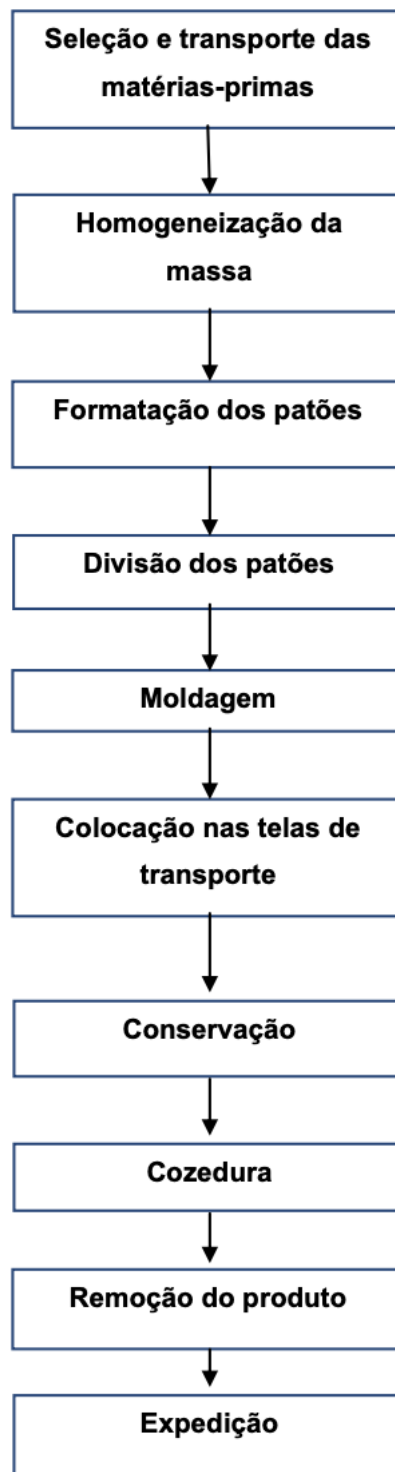 Seleção e transporte das
matérias-primas
Homogeneização da
massa
Formatação dos patões
Divisão dos patões
Moldagem
Colocação nas telas de
transporte
Conservação
Cozedura
Remoção do produto
Expedição